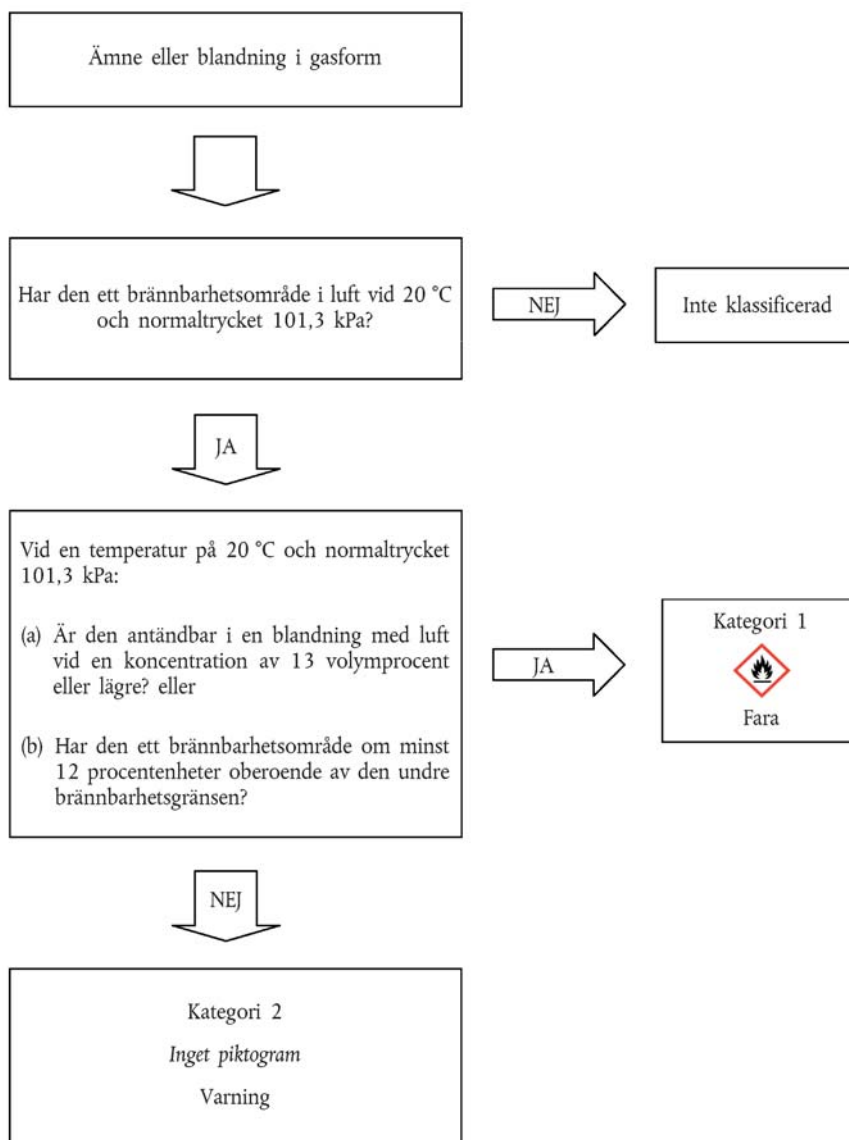 Ämne eller blandning i gasform
Har den ett brännbarhetsområde i luft vid 20 °C
och normaltrycket 101,3 kPa?
NEJ
Inte klassificerad
JA
Vid en temperatur på 20 °C och normaltrycket
101,3 kPa:
(a) Är den antändbar i en blandning med luft
vid en koncentration av 13 volymprocent
eller lägre? eller
(b) Har den ett brännbarhetsområde om minst
12 procentenheter oberoende av den undre
brännbarhetsgränsen?
JA
Kategori 1
Fara
NEJ
Kategori 2
Inget piktogram
Varning